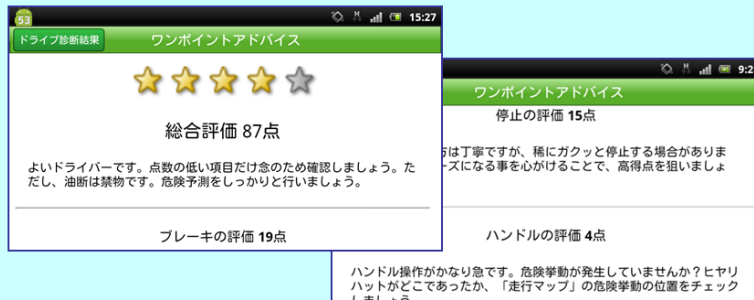 53
15:27
ドライブ診断結果
ワンポイントアドバイス
総合評価 87点
よいドライバーです。点数の低い項目だけ念のため確認しましょう。た
だし、油断は禁物です。危険予測をしっかりと行いましょう。
ブレーキの評価 19点
ワンポイントアドバイス
停止の評価 15点
は丁寧ですが、稀にガクッと停止する場合がありま
ーズになる事を心がけることで、高得点を狙いましょ
ハンドルの評価 4点
ハンドル操作がかなり急です。危険挙動が発生していませんか？ヒヤリ
ハットがどこであったか、「走行マップ」の危険挙動の位置をチェック
しましょう